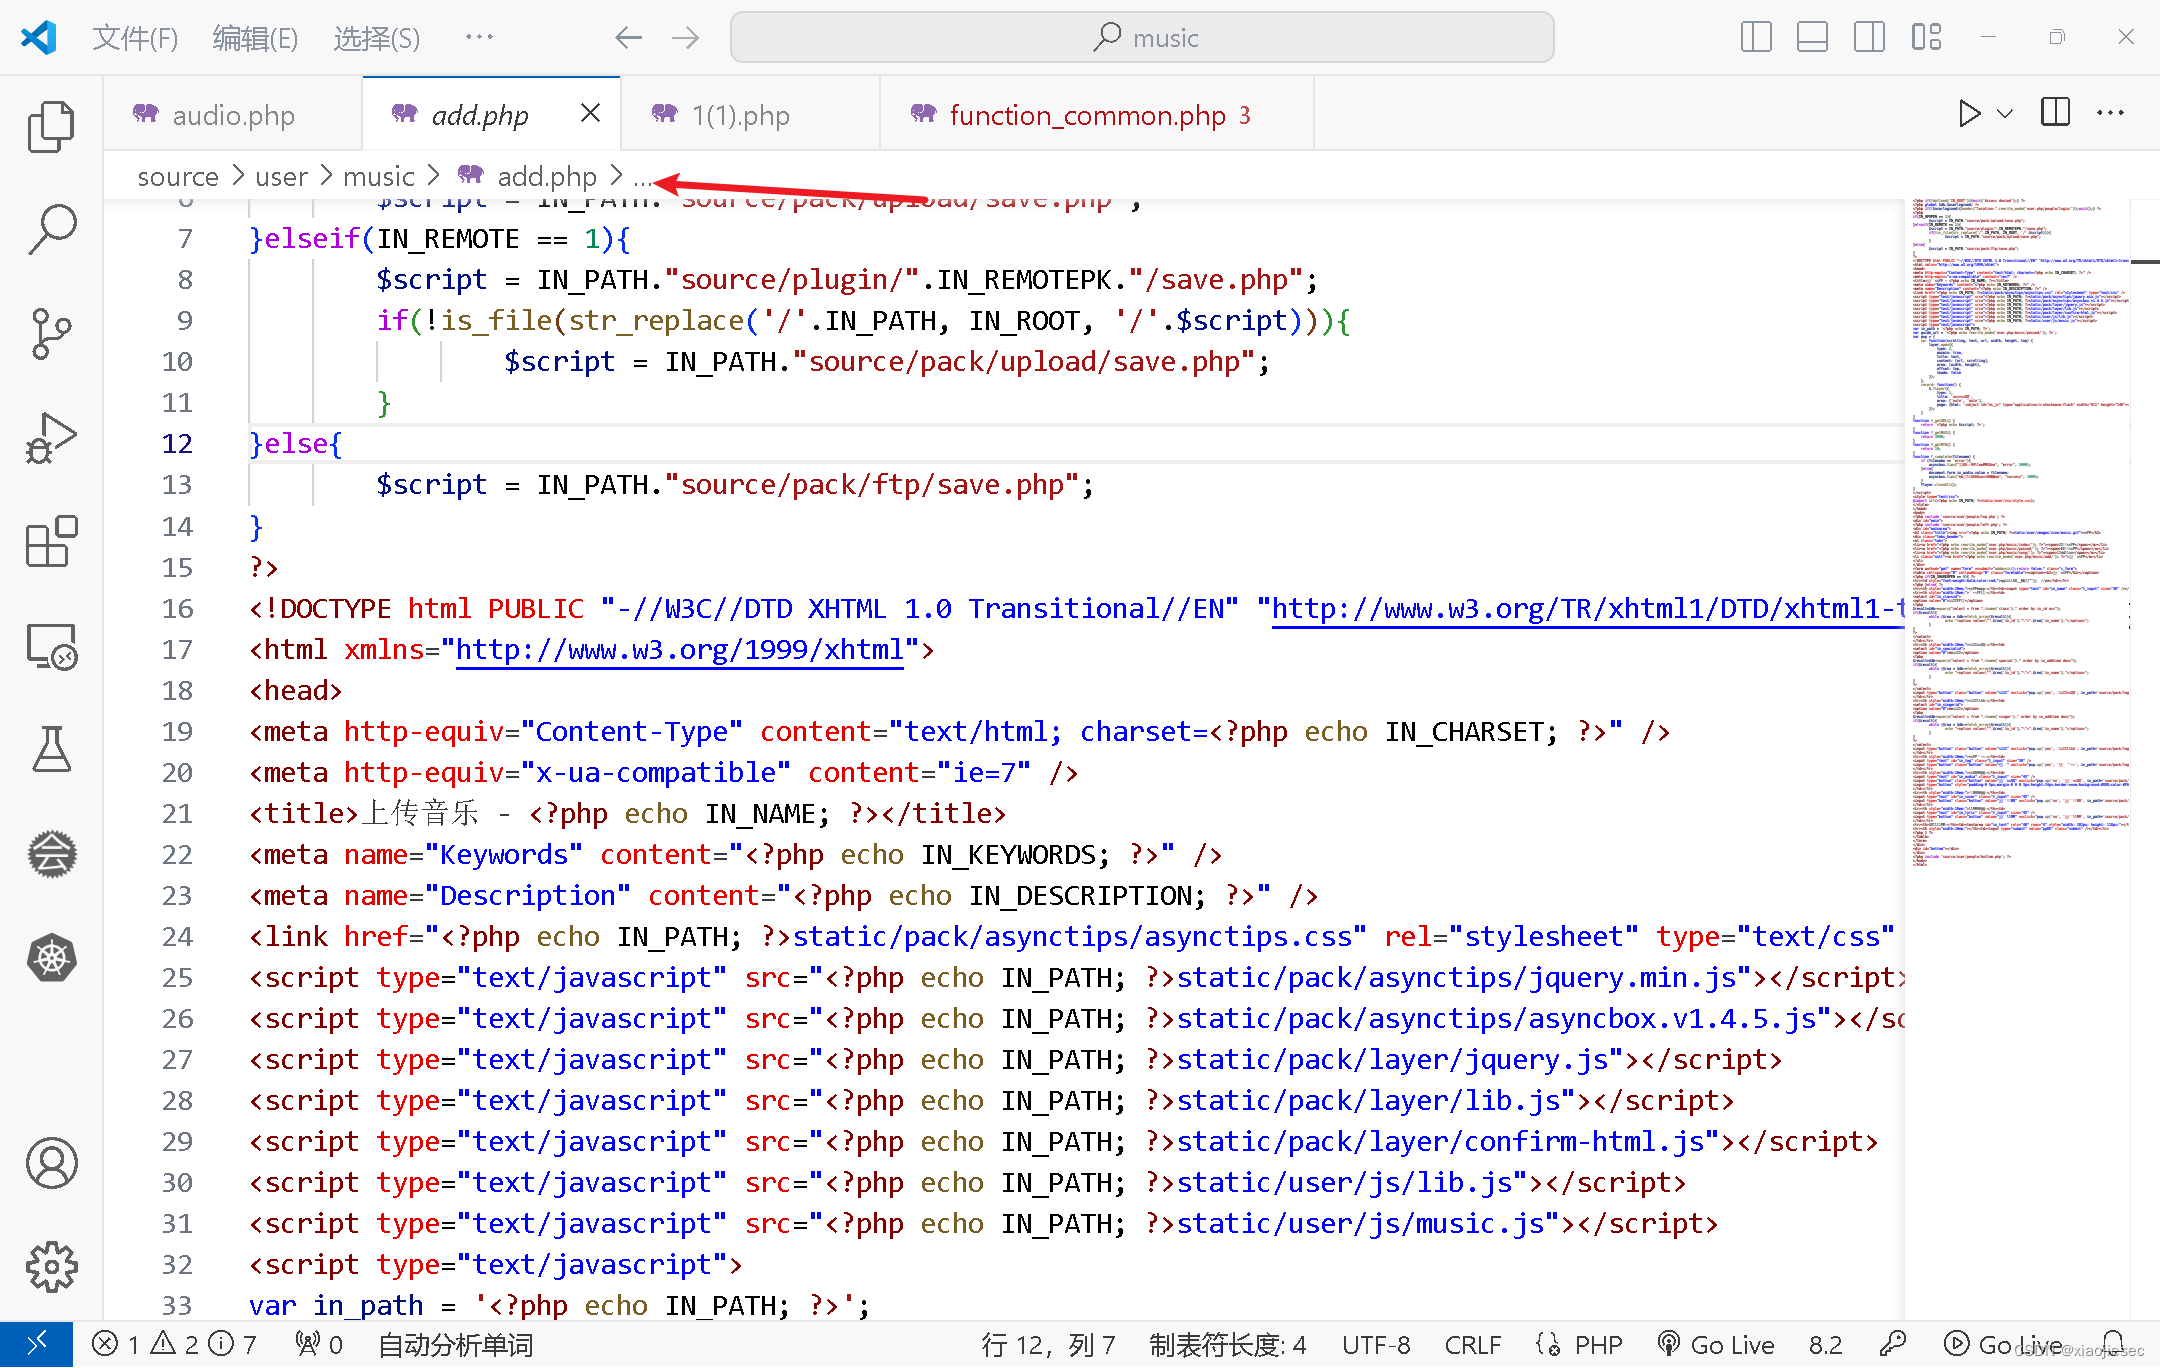 文件(F) 编辑(E) 选择(S) ··· music
audio.php add.php 1(1).php function_common.php 3
source > user > music > add.php > ...
6 $script = IN_PATH."source/pack/upload/save.php";
7 }elseif(IN_REMOTE == 1){
8 $script = IN_PATH."source/plugin/".IN_REMOTEPK."/save.php";
9 if(!is_file(str_replace('/'.IN_PATH, IN_ROOT, '/'.$script))){
10 $script = IN_PATH."source/pack/upload/save.php";
11 }
12 }else{
13 $script = IN_PATH."source/pack/ftp/save.php";
14 }
15 ?>
16 <!DOCTYPE html PUBLIC "-//W3C//DTD XHTML 1.0 Transitional//EN" "http://www.w3.org/TR/xhtml1/DTD/xhtml1-t
17 <html xmlns="http://www.w3.org/1999/xhtml">
18 <head>
19 <meta http-equiv="Content-Type" content="text/html; charset=<?php echo IN_CHARSET; ?>" />
20 <meta http-equiv="x-ua-compatible" content="ie=7" />
21 <title>上传音乐 - <?php echo IN_NAME; ?></title>
22 <meta name="Keywords" content="<?php echo IN_KEYWORDS; ?>" />
23 <meta name="Description" content="<?php echo IN_DESCRIPTION; ?>" />
24 <link href="<?php echo IN_PATH; ?>static/pack/asynctips/asynctips.css" rel="stylesheet" type="text/css"
25 <script type="text/javascript" src="<?php echo IN_PATH; ?>static/pack/asynctips/jquery.min.js"></script>
26 <script type="text/javascript" src="<?php echo IN_PATH; ?>static/pack/asynctips/asyncbox.v1.4.5.js"></sc
27 <script type="text/javascript" src="<?php echo IN_PATH; ?>static/pack/layer/jquery.js"></script>
28 <script type="text/javascript" src="<?php echo IN_PATH; ?>static/pack/layer/lib.js"></script>
29 <script type="text/javascript" src="<?php echo IN_PATH; ?>static/pack/layer/confirm-html.js"></script>
30 <script type="text/javascript" src="<?php echo IN_PATH; ?>static/user/js/lib.js"></script>
31 <script type="text/javascript" src="<?php echo IN_PATH; ?>static/user/js/music.js"></script>
32 <script type="text/javascript">
33 var in_path = '<?php echo IN_PATH; ?>';
1 2 7 0 自动分析单词 行 12，列 7 制表符长度: 4 UTF-8 CRLF PHP Go Live 8.2 Go Live
CSDN @xiaojiesec